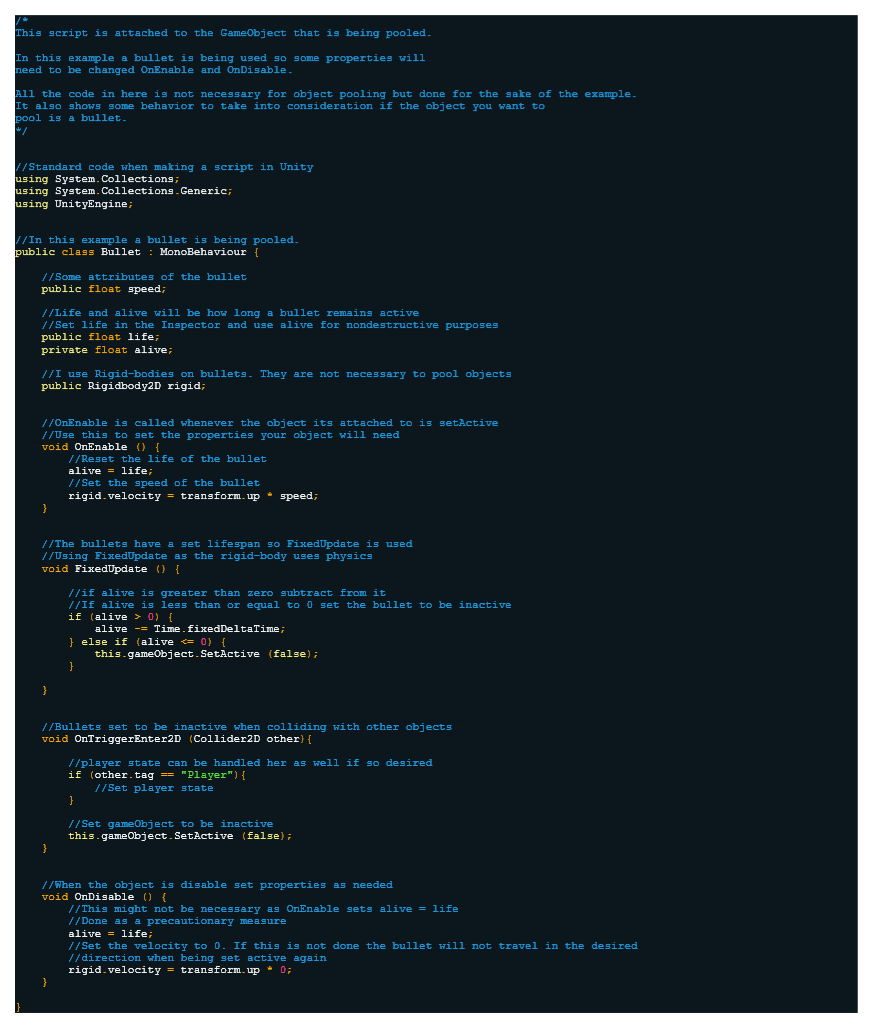 /*
This script is attached to the GameObject that is being pooled.
In this example a bullet is being used so some properties will
need to be changed OnEnable and OnDisable.
All the code in here is not necessary for object pooling but done for the sake of the example.
It also shows some behavior to take into consideration if the object you want to
pool is a bullet.
*/
//Standard code when making a script in Unity
using System.Collections;
using System.Collections.Generic;
using UnityEngine;
//In this example a bullet is being pooled.
public class Bullet : MonoBehaviour {
//Some attributes of the bullet
public float speed;
//Life and alive will be how long a bullet remains active
//Set life in the Inspector and use alive for nondestructive purposes
public float life;
private float alive;
//I use Rigid-bodies on bullets. They are not necessary to pool objects
public Rigidbody2D rigid;
//OnEnable is called whenever the object its attached to is setActive
//Use this to set the properties your object will need
void OnEnable () {
//Reset the life of the bullet
alive = life;
//Set the speed of the bullet
rigid.velocity = transform.up * speed;
}
//The bullets have a set lifespan so FixedUpdate is used
//Using FixedUpdate as the rigid-body uses physics
void FixedUpdate () {
//if alive is greater than zero subtract from it
//If alive is less than or equal to 0 set the bullet to be inactive
if (alive > 0) {
alive -= Time.fixedDeltaTime;
} else if (alive <= 0) {
this.gameObject.SetActive (false);
}
}
//Bullets set to be inactive when colliding with other objects
void OnTriggerEnter2D (Collider2D other){
//player state can be handled her as well if so desired
if (other.tag == "Player"){
//Set player state
}
//Set gameObject to be inactive
this.gameObject.SetActive (false);
}
//When the object is disable set properties as needed
void OnDisable () {
//This might not be necessary as OnEnable sets alive = life
//Done as a precautionary measure
alive = life;
//Set the velocity to 0. If this is not done the bullet will not travel in the desired
//direction when being set active again
rigid.velocity = transform.up * 0;
}
}